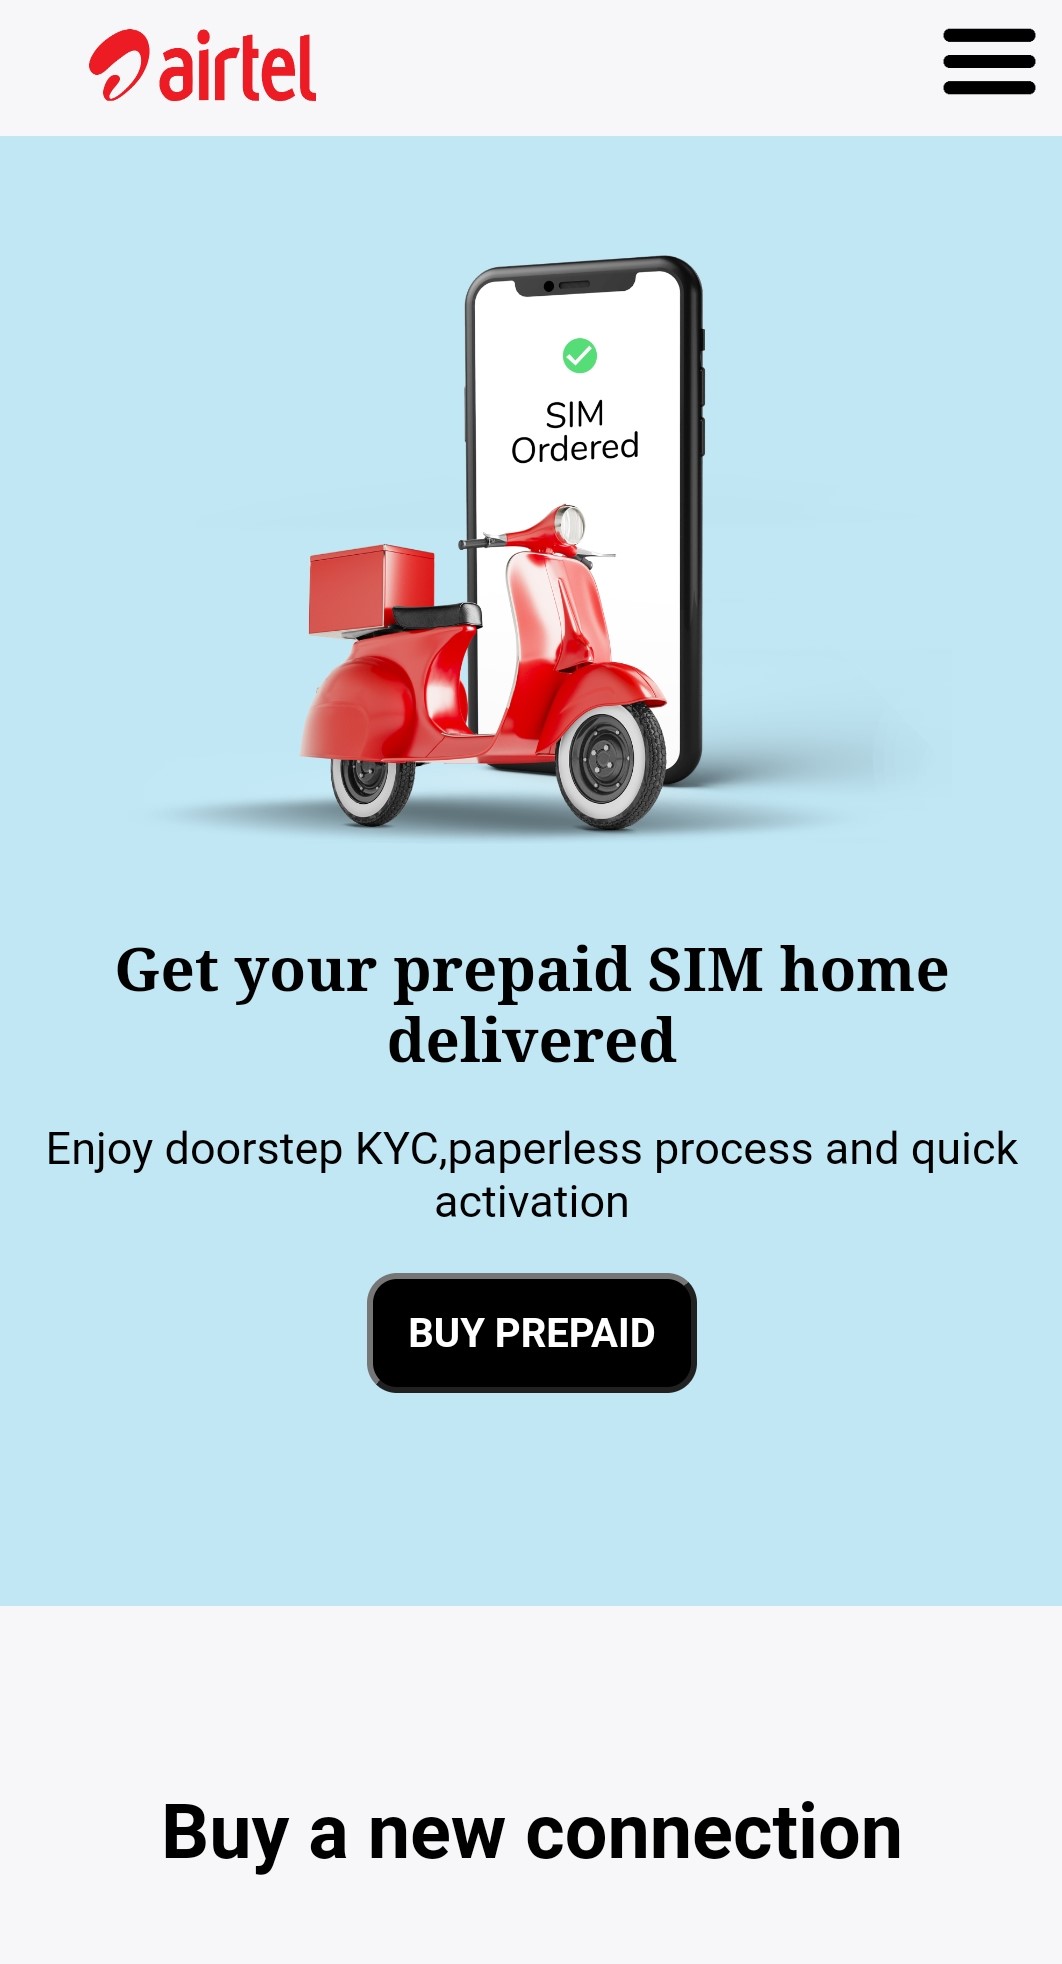 airtel
SIM
Ordered
Get your prepaid SIM home
delivered
Enjoy doorstep KYC,paperless process and quick
activation
BUY PREPAID
Buy a new connection